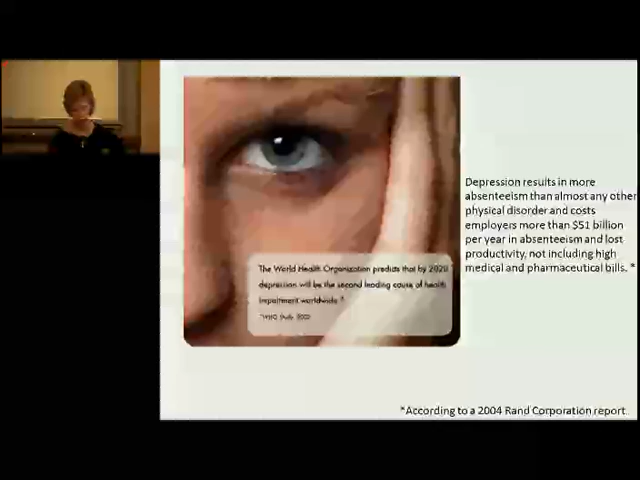 Depression results in more
absenteeism than almost any other
physical disorder and costs
employers more than $51 billion
per year in absenteeism and lost
productivity, not including high
medical and pharmaceutical bills. *
The World Health Organization predicts that by 2020
depression will be the second leading cause of health
impairment worldwide.*
*According to a 2004 Rand Corporation report